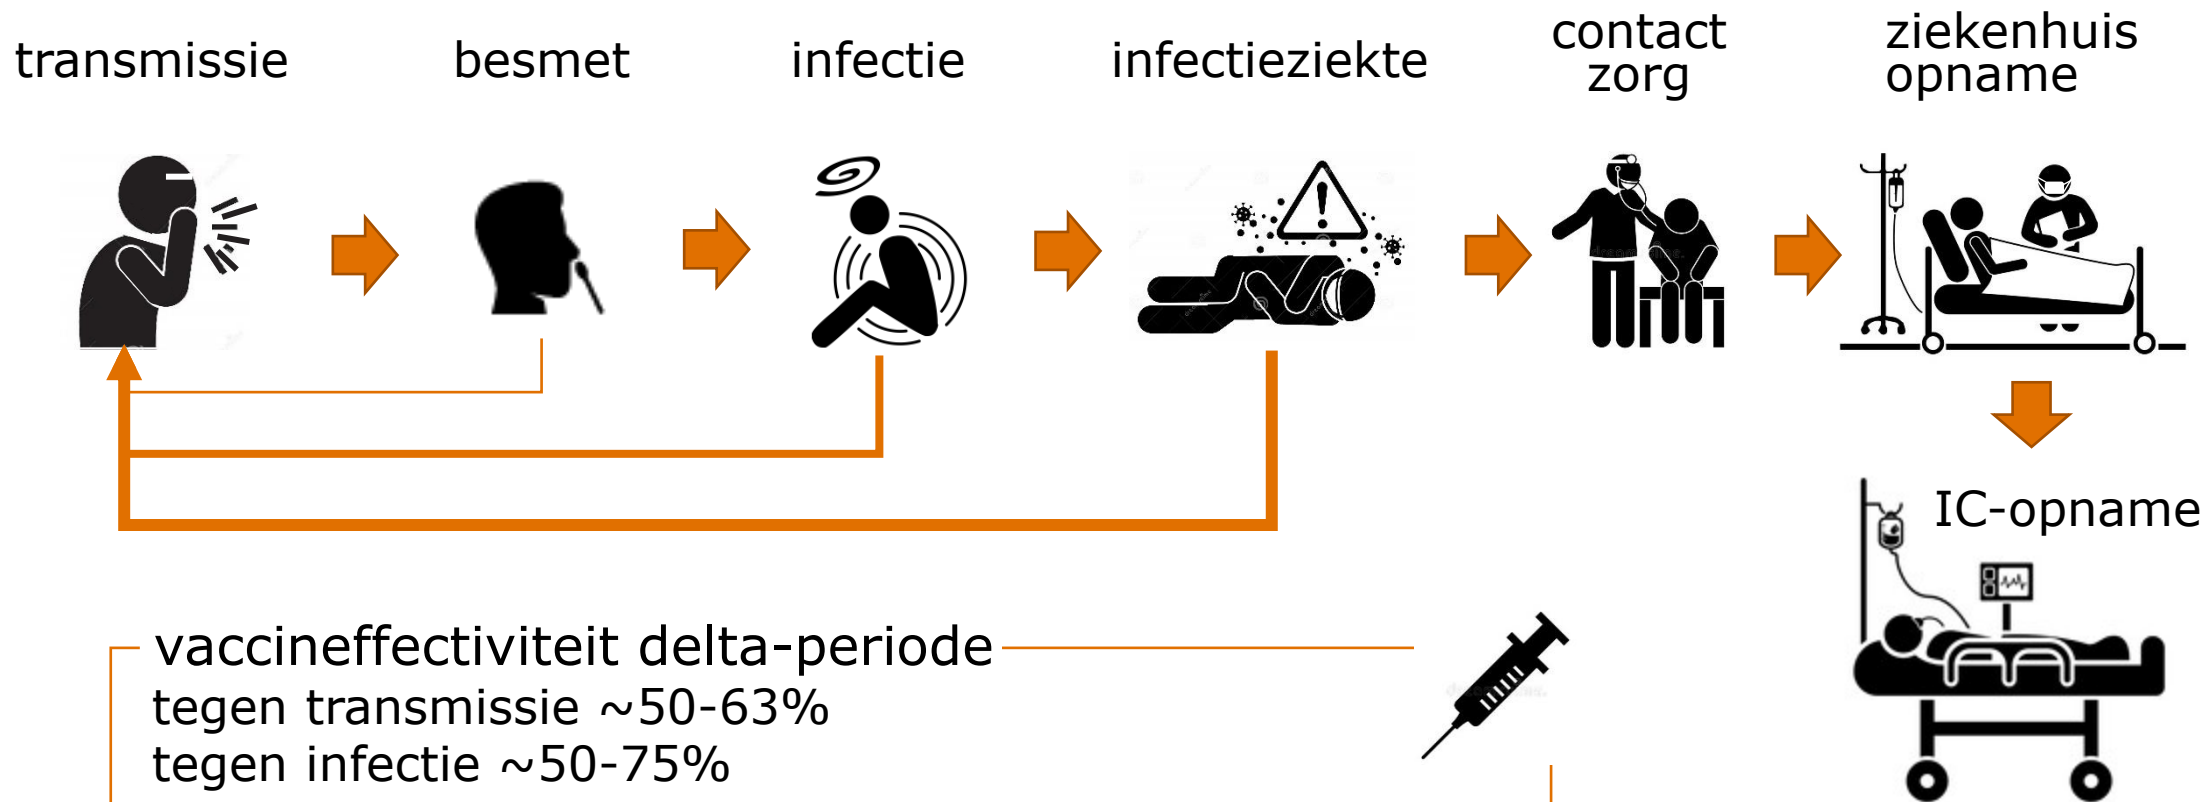 transmissie
besmet
infectie
infectieziekte
contact
zorg
ziekenhuis
opname
IC-opname
vaccineffectiviteit delta-periode
tegen transmissie ~50-63%
tegen infectie ~50-75%